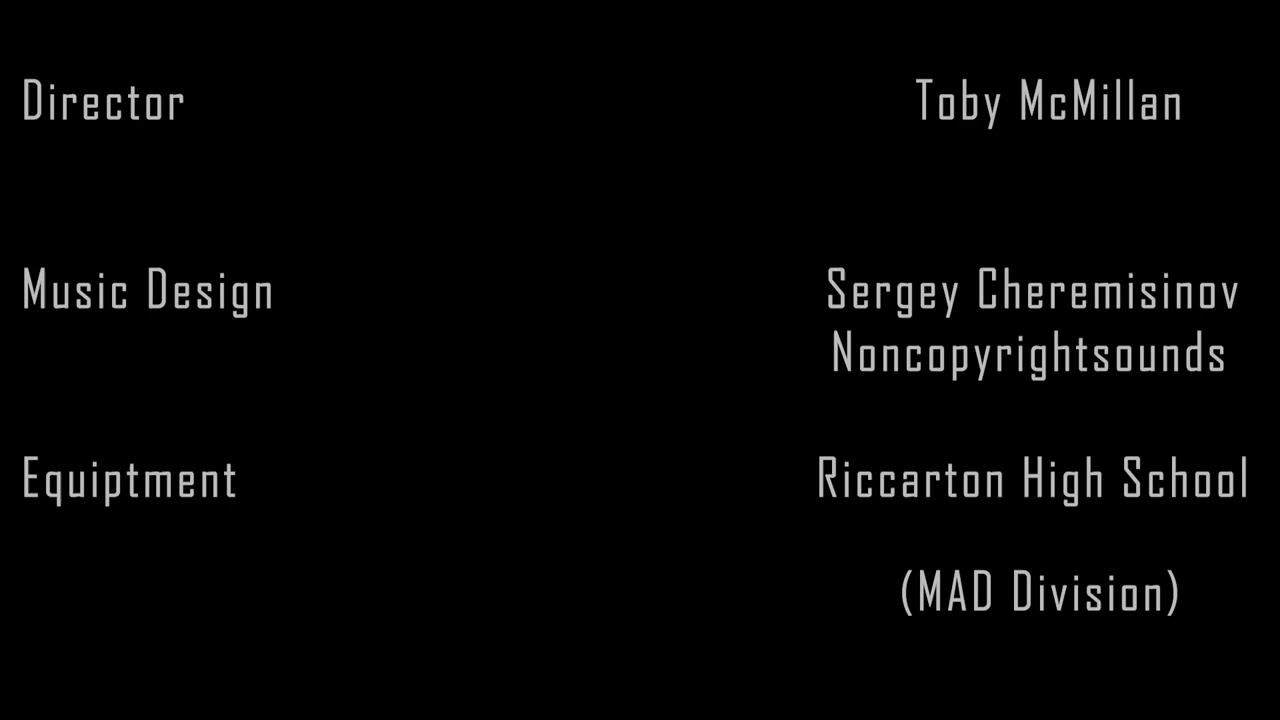 Director Toby McMillan
Music Design Sergey Cheremisinov
Noncopyrightsounds
Equiptment Riccarton High School
(MAD Division)